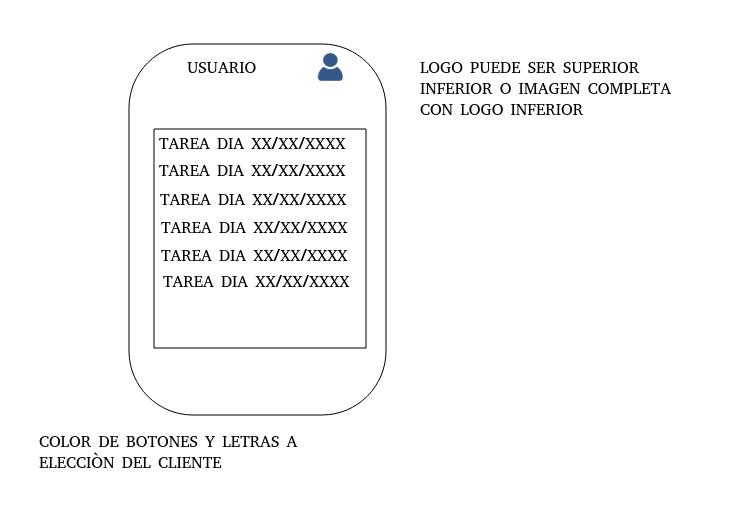 USUARIO
LOGO PUEDE SER SUPERIOR
INFERIOR O IMAGEN COMPLETA
CON LOGO INFERIOR
TAREA DIA XX/XX/XXXX
TAREA DIA XX/XX/XXXX
TAREA DIA XX/XX/XXXX
TAREA DIA XX/XX/XXXX
TAREA DIA XX/XX/XXXX
TAREA DIA XX/XX/XXXX
COLOR DE BOTONES Y LETRAS A
ELECCIÒN DEL CLIENTE